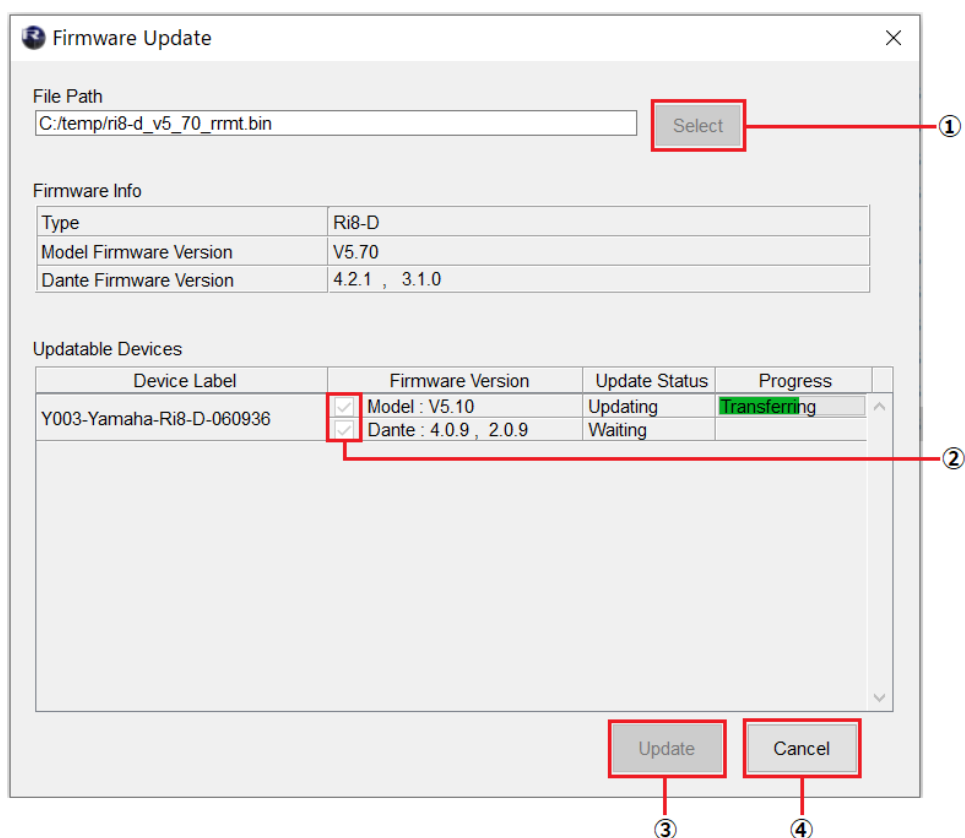 Firmware Update
File Path
C:/temp/ri8-d_v5_70_rrmt.bin
Select
①
Firmware Info
Type Ri8-D
Model Firmware Version V5.70
Dante Firmware Version 4.2.1 , 3.1.0
Updatable Devices
Device Label Firmware Version Update Status Progress
Y003-Yamaha-Ri8-D-060936
Model : V5.10 Updating Transferring
Dante : 4.0.9 , 2.0.9 Waiting
②
Update Cancel
③ ④